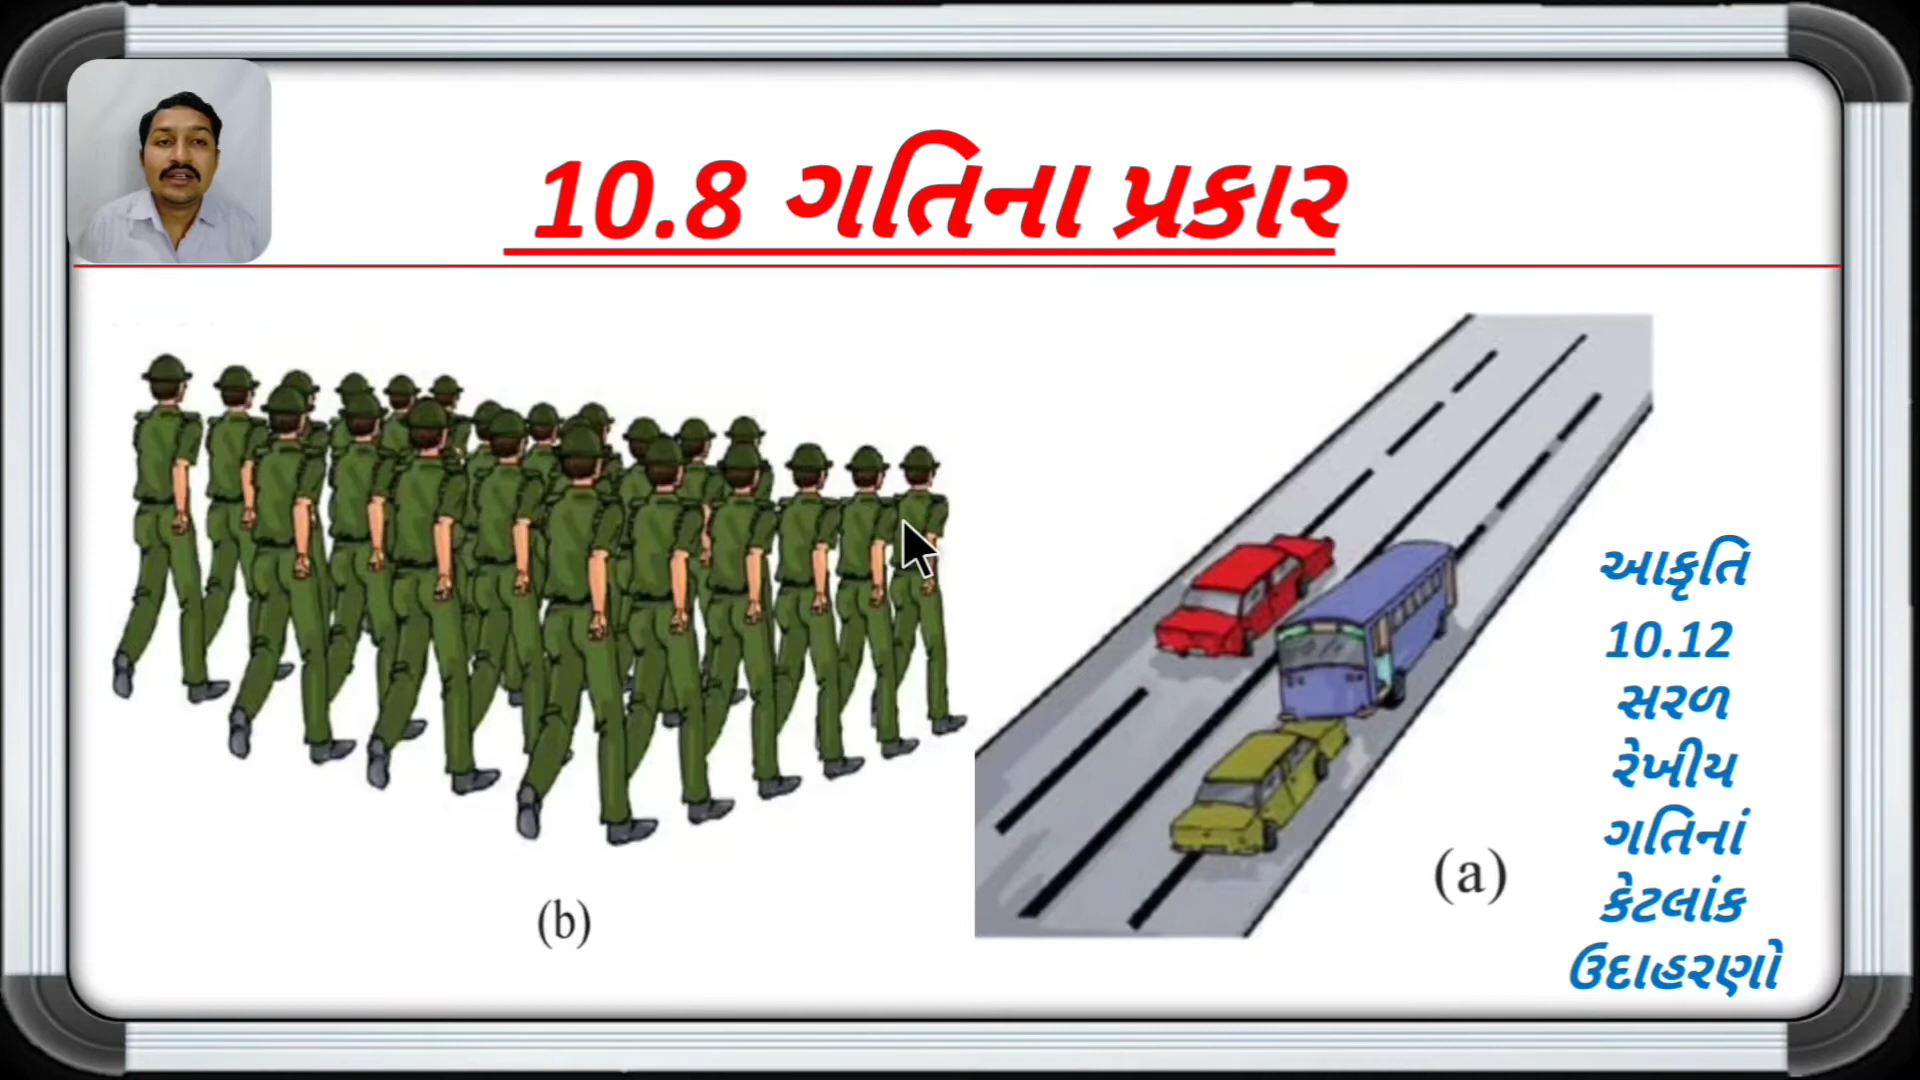 10.8 ગતિના પ્રકાર
(b)
(a)
આકૃતિ
10.12
સરળ
રેખીય
ગતિનાં
કેટલાંક
ઉદાહરણો